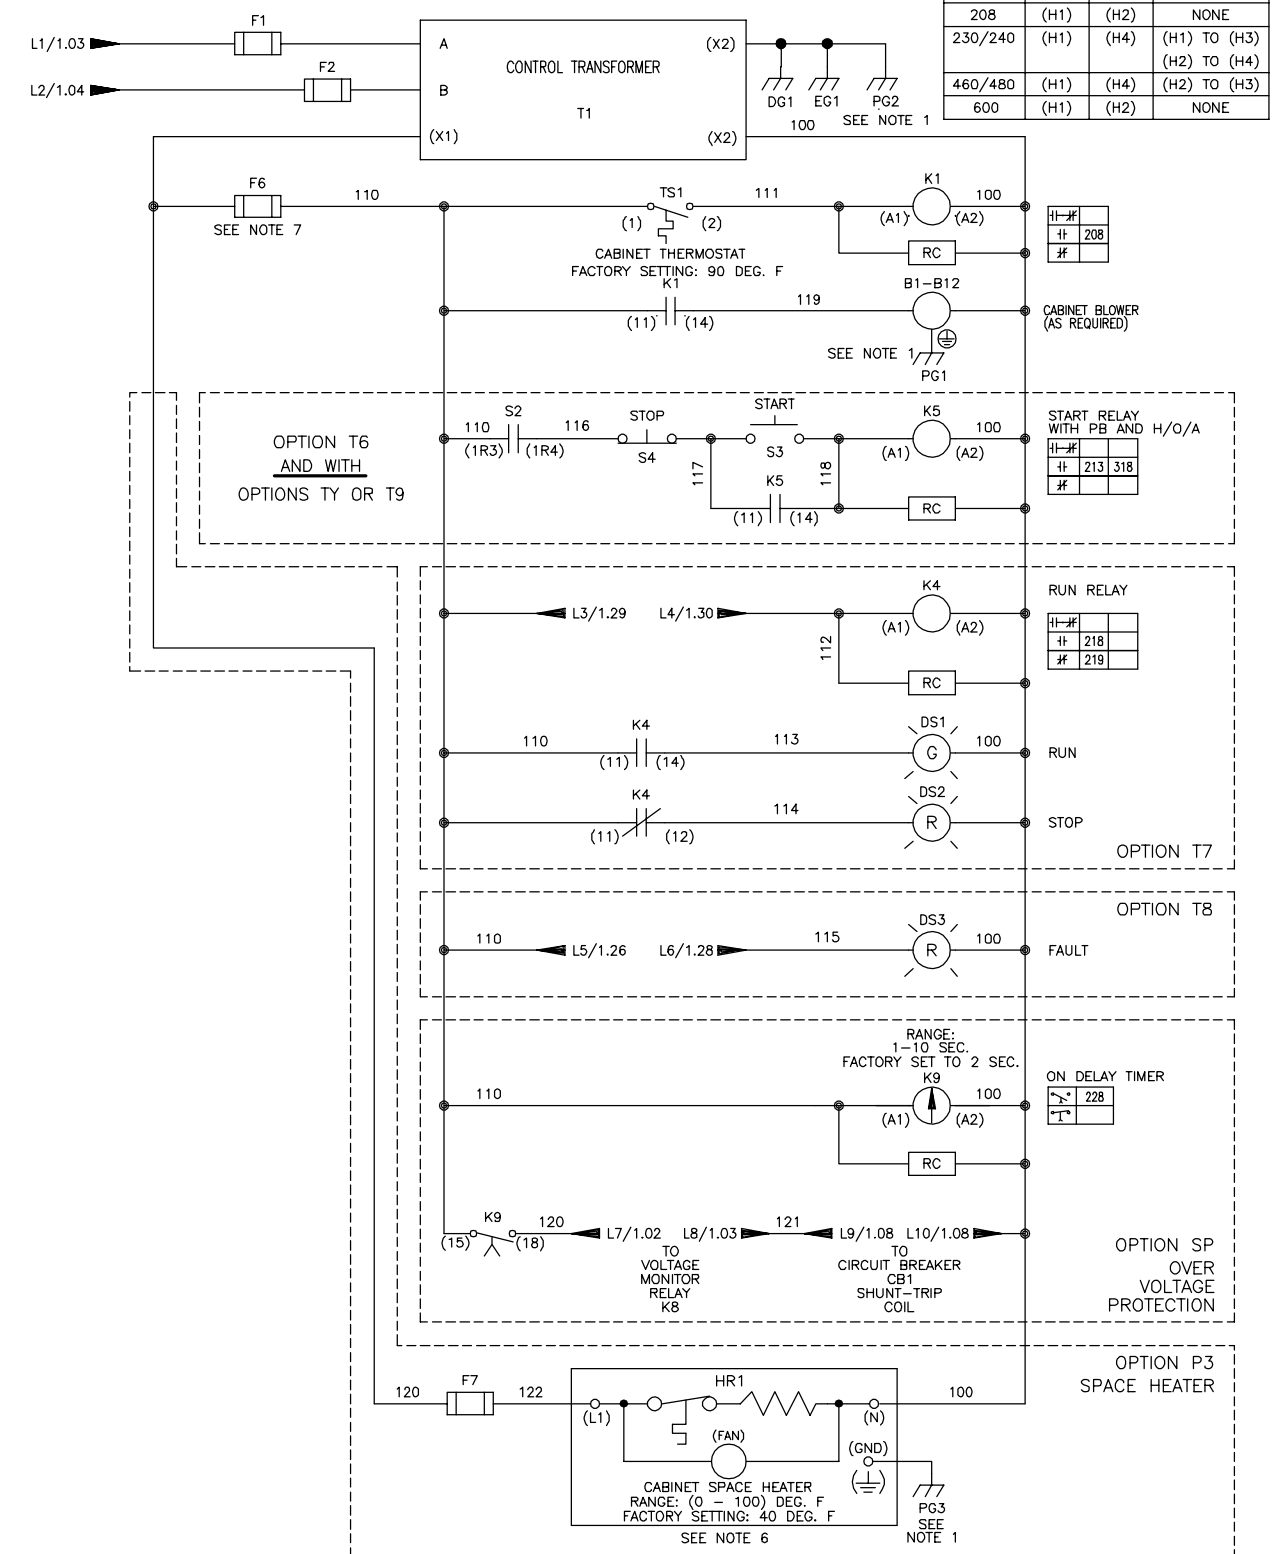 208 (H1) (H2) NONE
230/240 (H1) (H4) (H1) TO (H3)
(H2) TO (H4)
460/480 (H1) (H4) (H2) TO (H3)
600 (H1) (H2) NONE
F1
L1/1.03
A
(X2)
F2
CONTROL TRANSFORMER
L2/1.04
B
T1
DG1 EG1 PG2
SEE NOTE 1
(X1)
(X2)
100
F6
110
SEE NOTE 7
TS1
(1) (2)
111
K1
(A1) (A2)
100
208
RC
CABINET THERMOSTAT
FACTORY SETTING: 90 DEG. F
K1
(11) (14)
119
B1-B12
CABINET BLOWER
(AS REQUIRED)
SEE NOTE 1
PG1
OPTION T6
AND WITH
OPTIONS TY OR T9
110
S2
(1R3) (1R4)
116
STOP
S4
START
S3
K5
(A1) (A2)
100
START RELAY
WITH PB AND H/O/A
213 318
117
118
K5
(11) (14)
RC
L3/1.29
L4/1.30
K4
(A1) (A2)
RUN RELAY
218
219
112
RC
110
K4
(11) (14)
113
DS1
G
100
RUN
K4
(11) (12)
114
DS2
R
STOP
OPTION T7
OPTION T8
110
L5/1.26
L6/1.28
115
DS3
R
100
FAULT
RANGE:
1-10 SEC.
FACTORY SET TO 2 SEC.
110
K9
(A1) (A2)
100
ON DELAY TIMER
228
RC
K9
(15) (18)
120
L7/1.02
L8/1.03
121
L9/1.08
L10/1.08
TO
VOLTAGE
MONITOR
RELAY
K8
TO
CIRCUIT BREAKER
CB1
SHUNT-TRIP
COIL
OPTION SP
OVER
VOLTAGE
PROTECTION
OPTION P3
SPACE HEATER
120
F7
122
(L1)
HR1
(N)
100
(FAN)
(GND)
CABINET SPACE HEATER
RANGE: (0 - 100) DEG. F
FACTORY SETTING: 40 DEG. F
SEE NOTE 6
PG3
SEE
NOTE 1